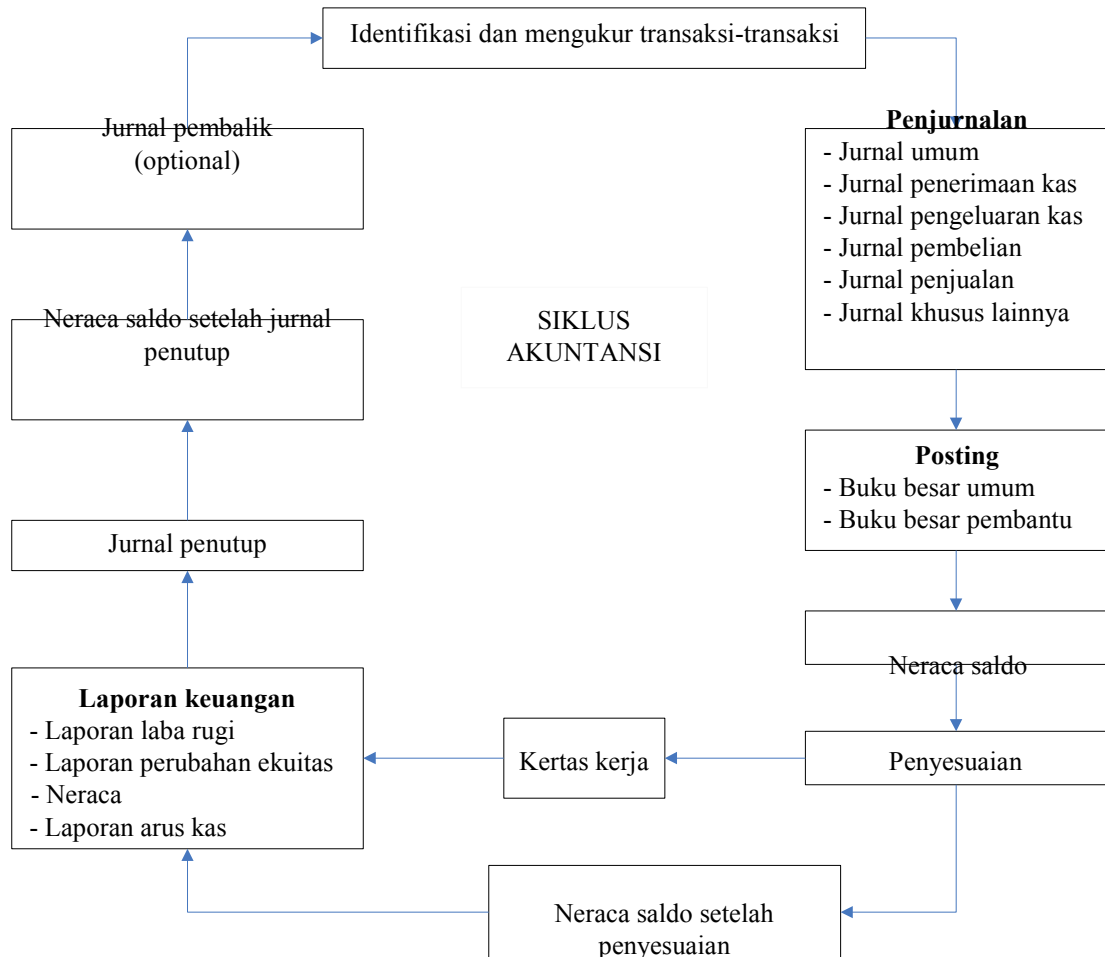 Identifikasi dan mengukur transaksi-transaksi
Penjurnalan
- Jurnal umum
- Jurnal penerimaan kas
- Jurnal pengeluaran kas
- Jurnal pembelian
- Jurnal penjualan
- Jurnal khusus lainnya
Posting
- Buku besar umum
- Buku besar pembantu
Neraca saldo
Penyesuaian
Kertas kerja
Neraca saldo setelah
penyesuaian
Laporan keuangan
- Laporan laba rugi
- Laporan perubahan ekuitas
- Neraca
- Laporan arus kas
Jurnal penutup
Neraca saldo setelah jurnal
penutup
Jurnal pembalik
(optional)
SIKLUS
AKUNTANSI